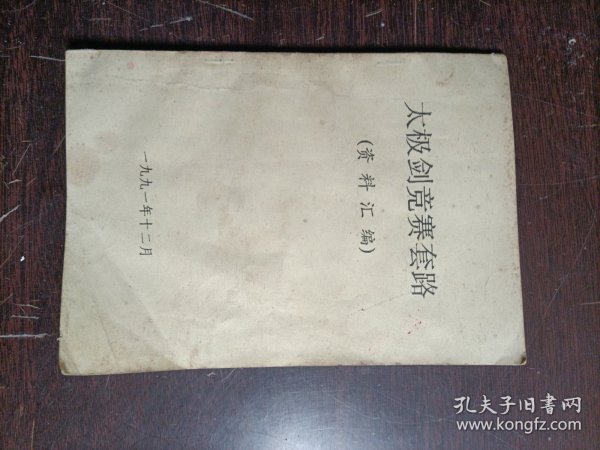 太极剑竞赛套路
(资料汇编)
一九九一年十二月
孔夫子旧书网
www.kongfz.com